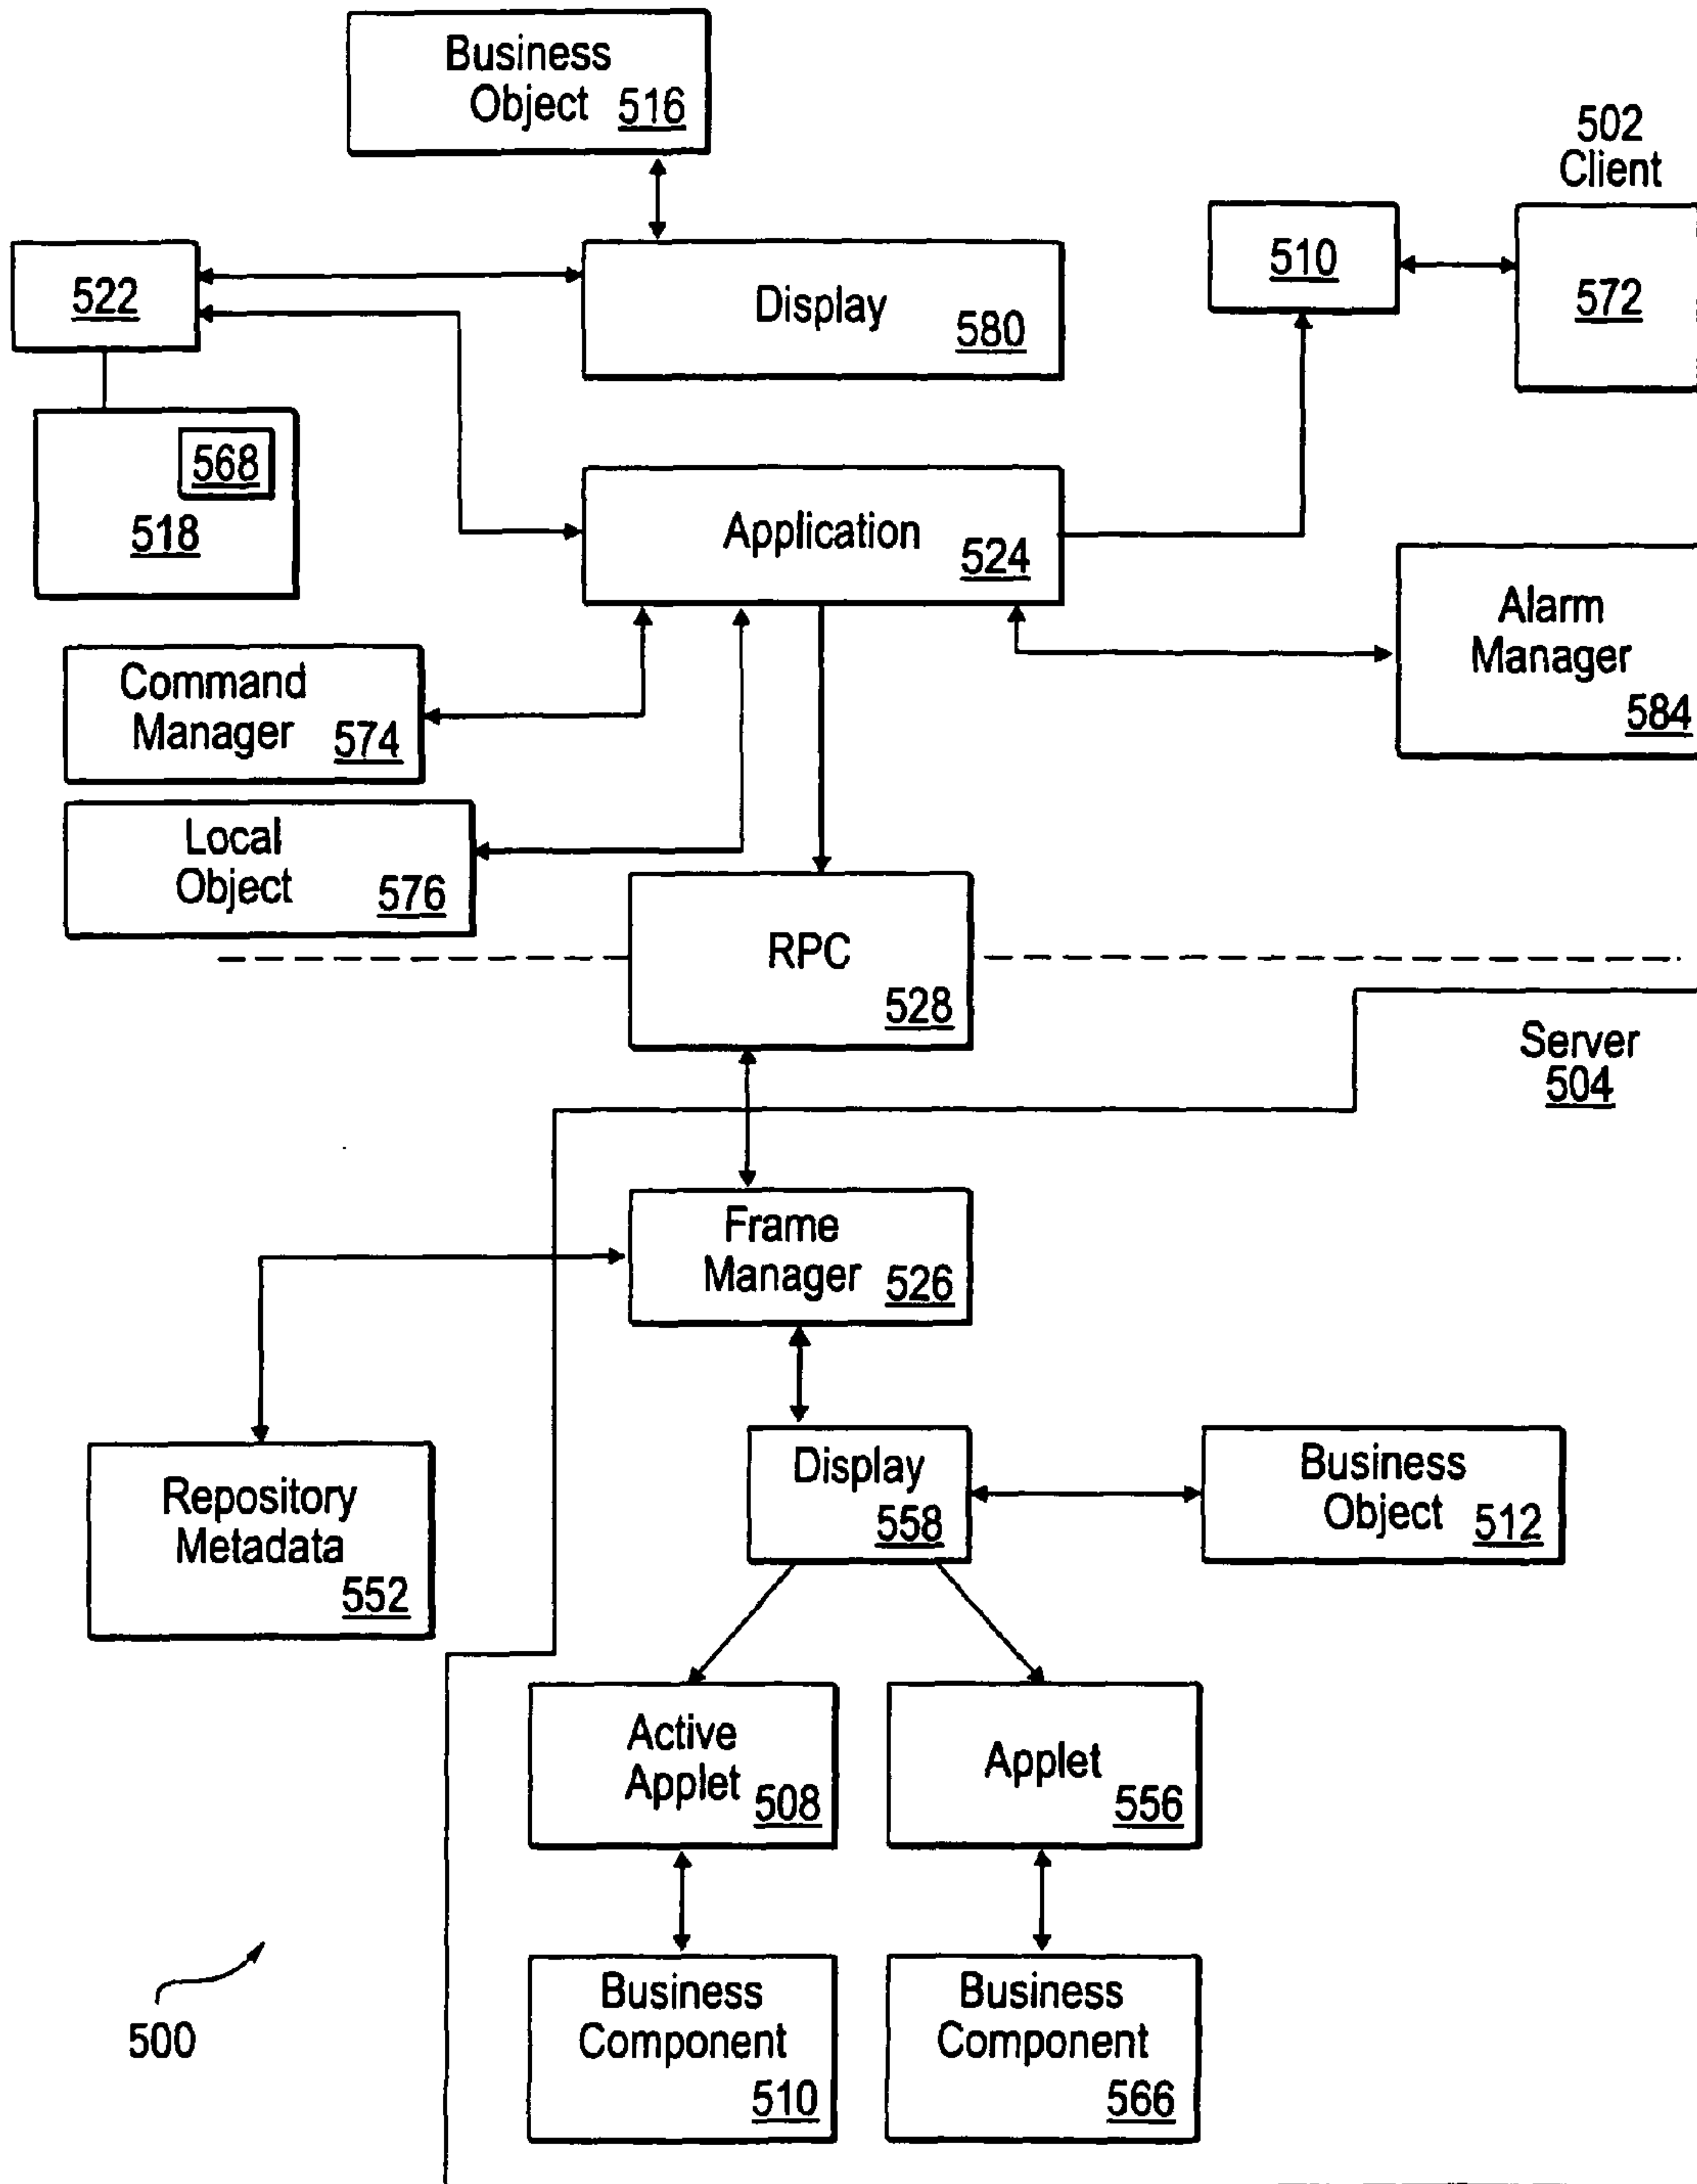 Business
Object 516
502
Client
510
572
522
Display
580
568
518
Application
524
Alarm
Manager
584
Command
Manager 574
Local
Object
576
RPC
528
Server
504
Frame
Manager 526
Display
558
Business
Object 512
Repository
Metadata
552
Active
Applet 508
Applet
556
Business
Component
510
Business
Component
566
500